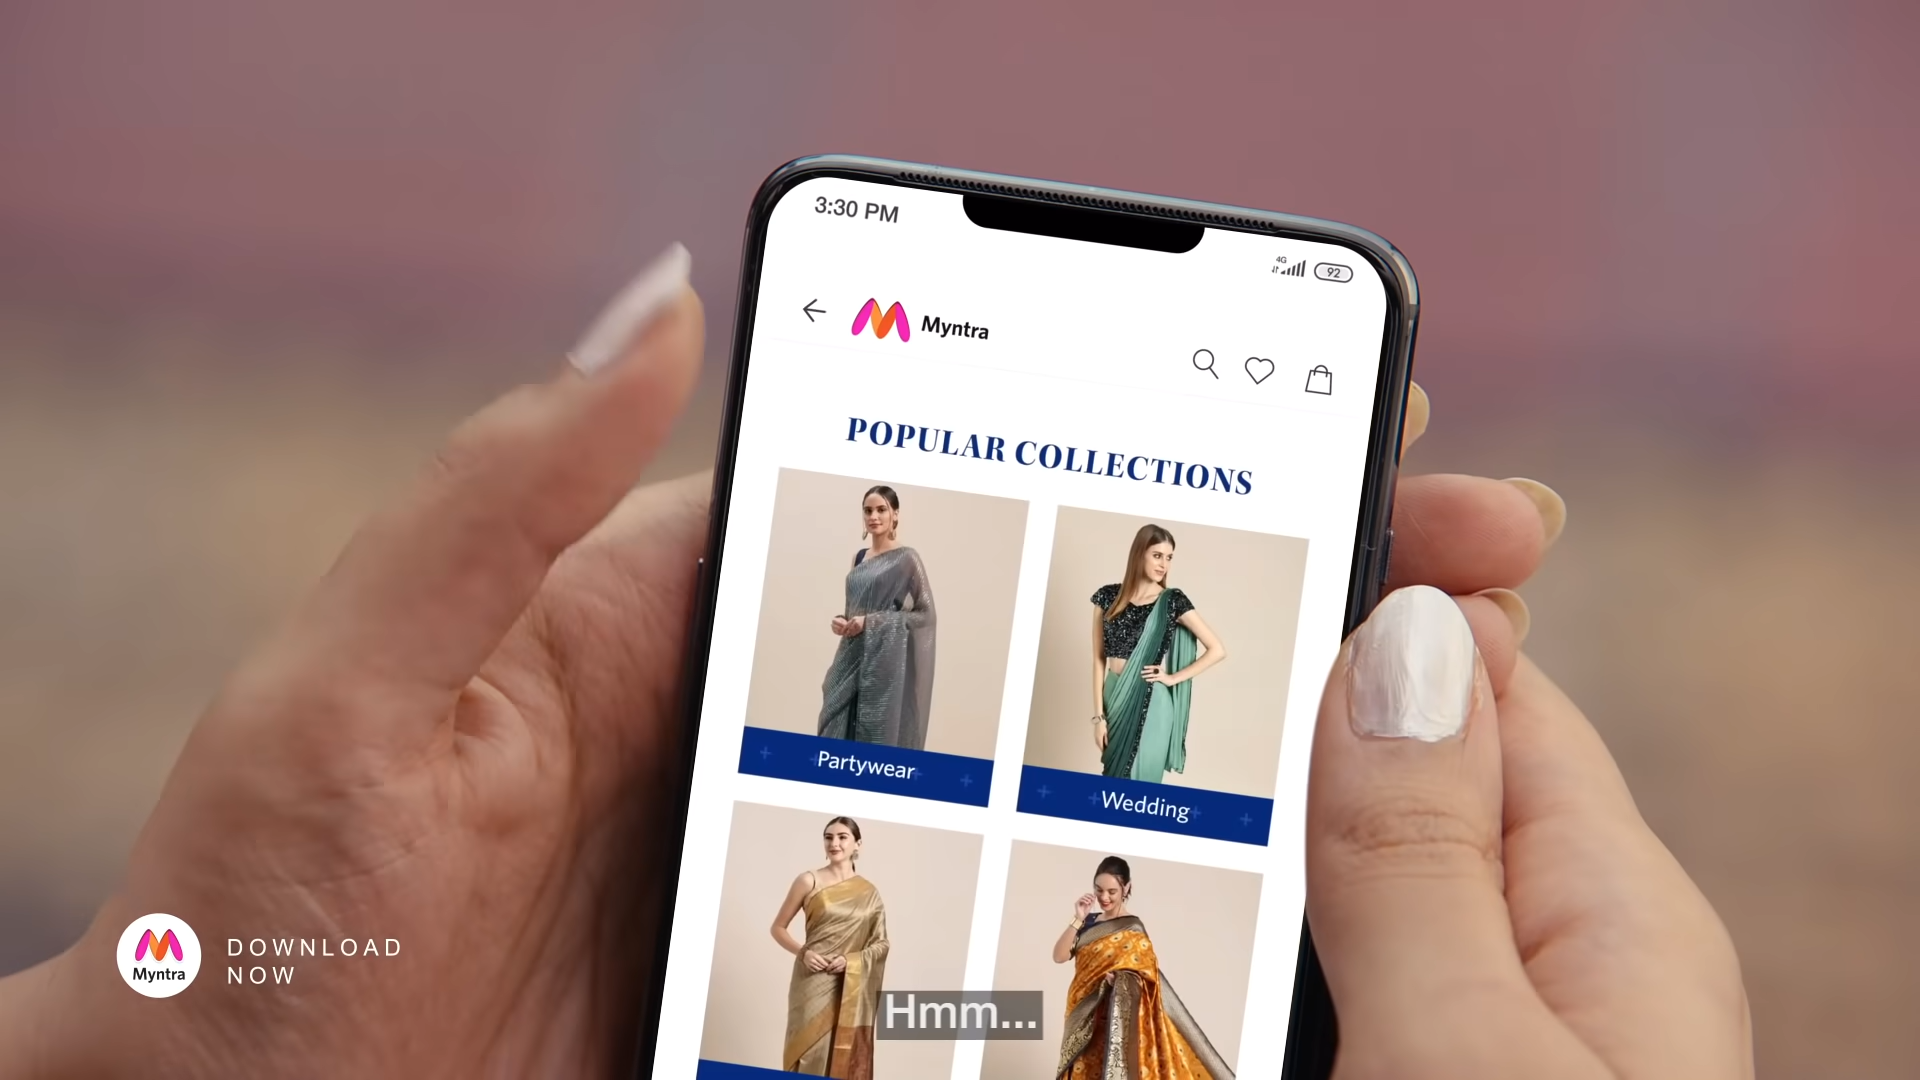 3:30 PM
4G
92
Myntra
POPULAR COLLECTIONS
Partywear
Wedding
Myntra
DOWNLOAD
NOW
Hmm...